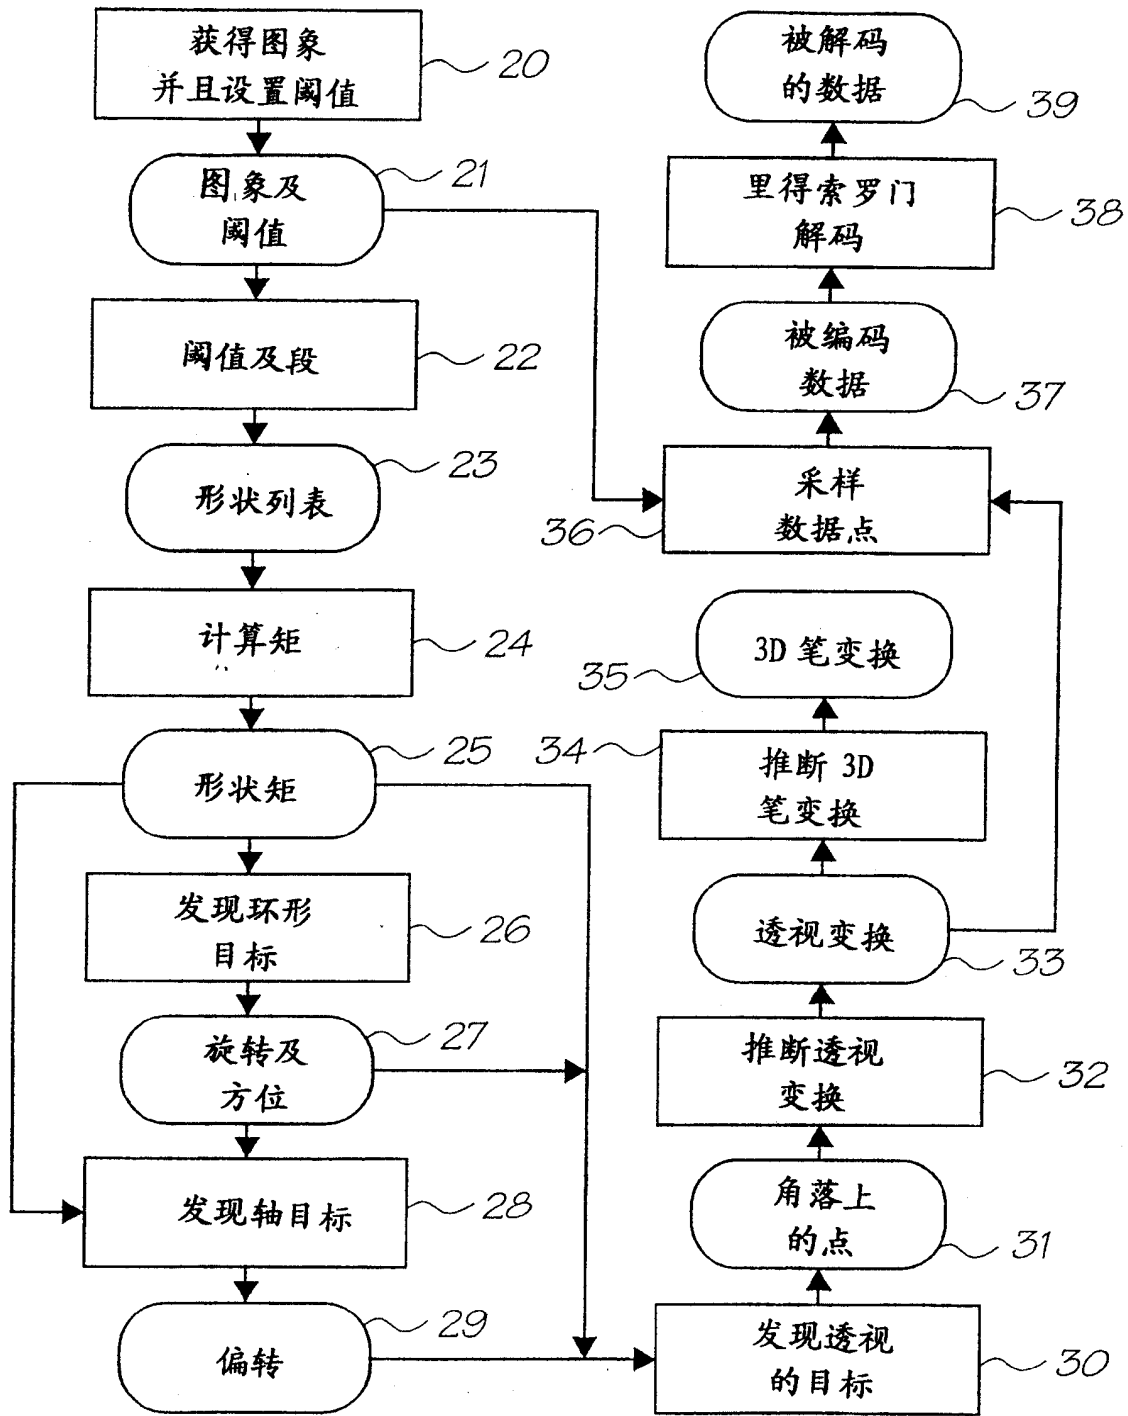 获得图象
并且设置阈值
20
图象及
阈值
21
阈值及段
22
形状列表
23
计算矩
24
形状矩
25
发现环形
目标
26
旋转及
方位
27
发现轴目标
28
偏转
29
发现透视
的目标
30
角落上
的点
31
推断透视
变换
32
透视变换
33
推断 3D
笔变换
34
3D 笔变换
35
采样
数据点
36
被编码
数据
37
里得索罗门
解码
38
被解码
的数据
39